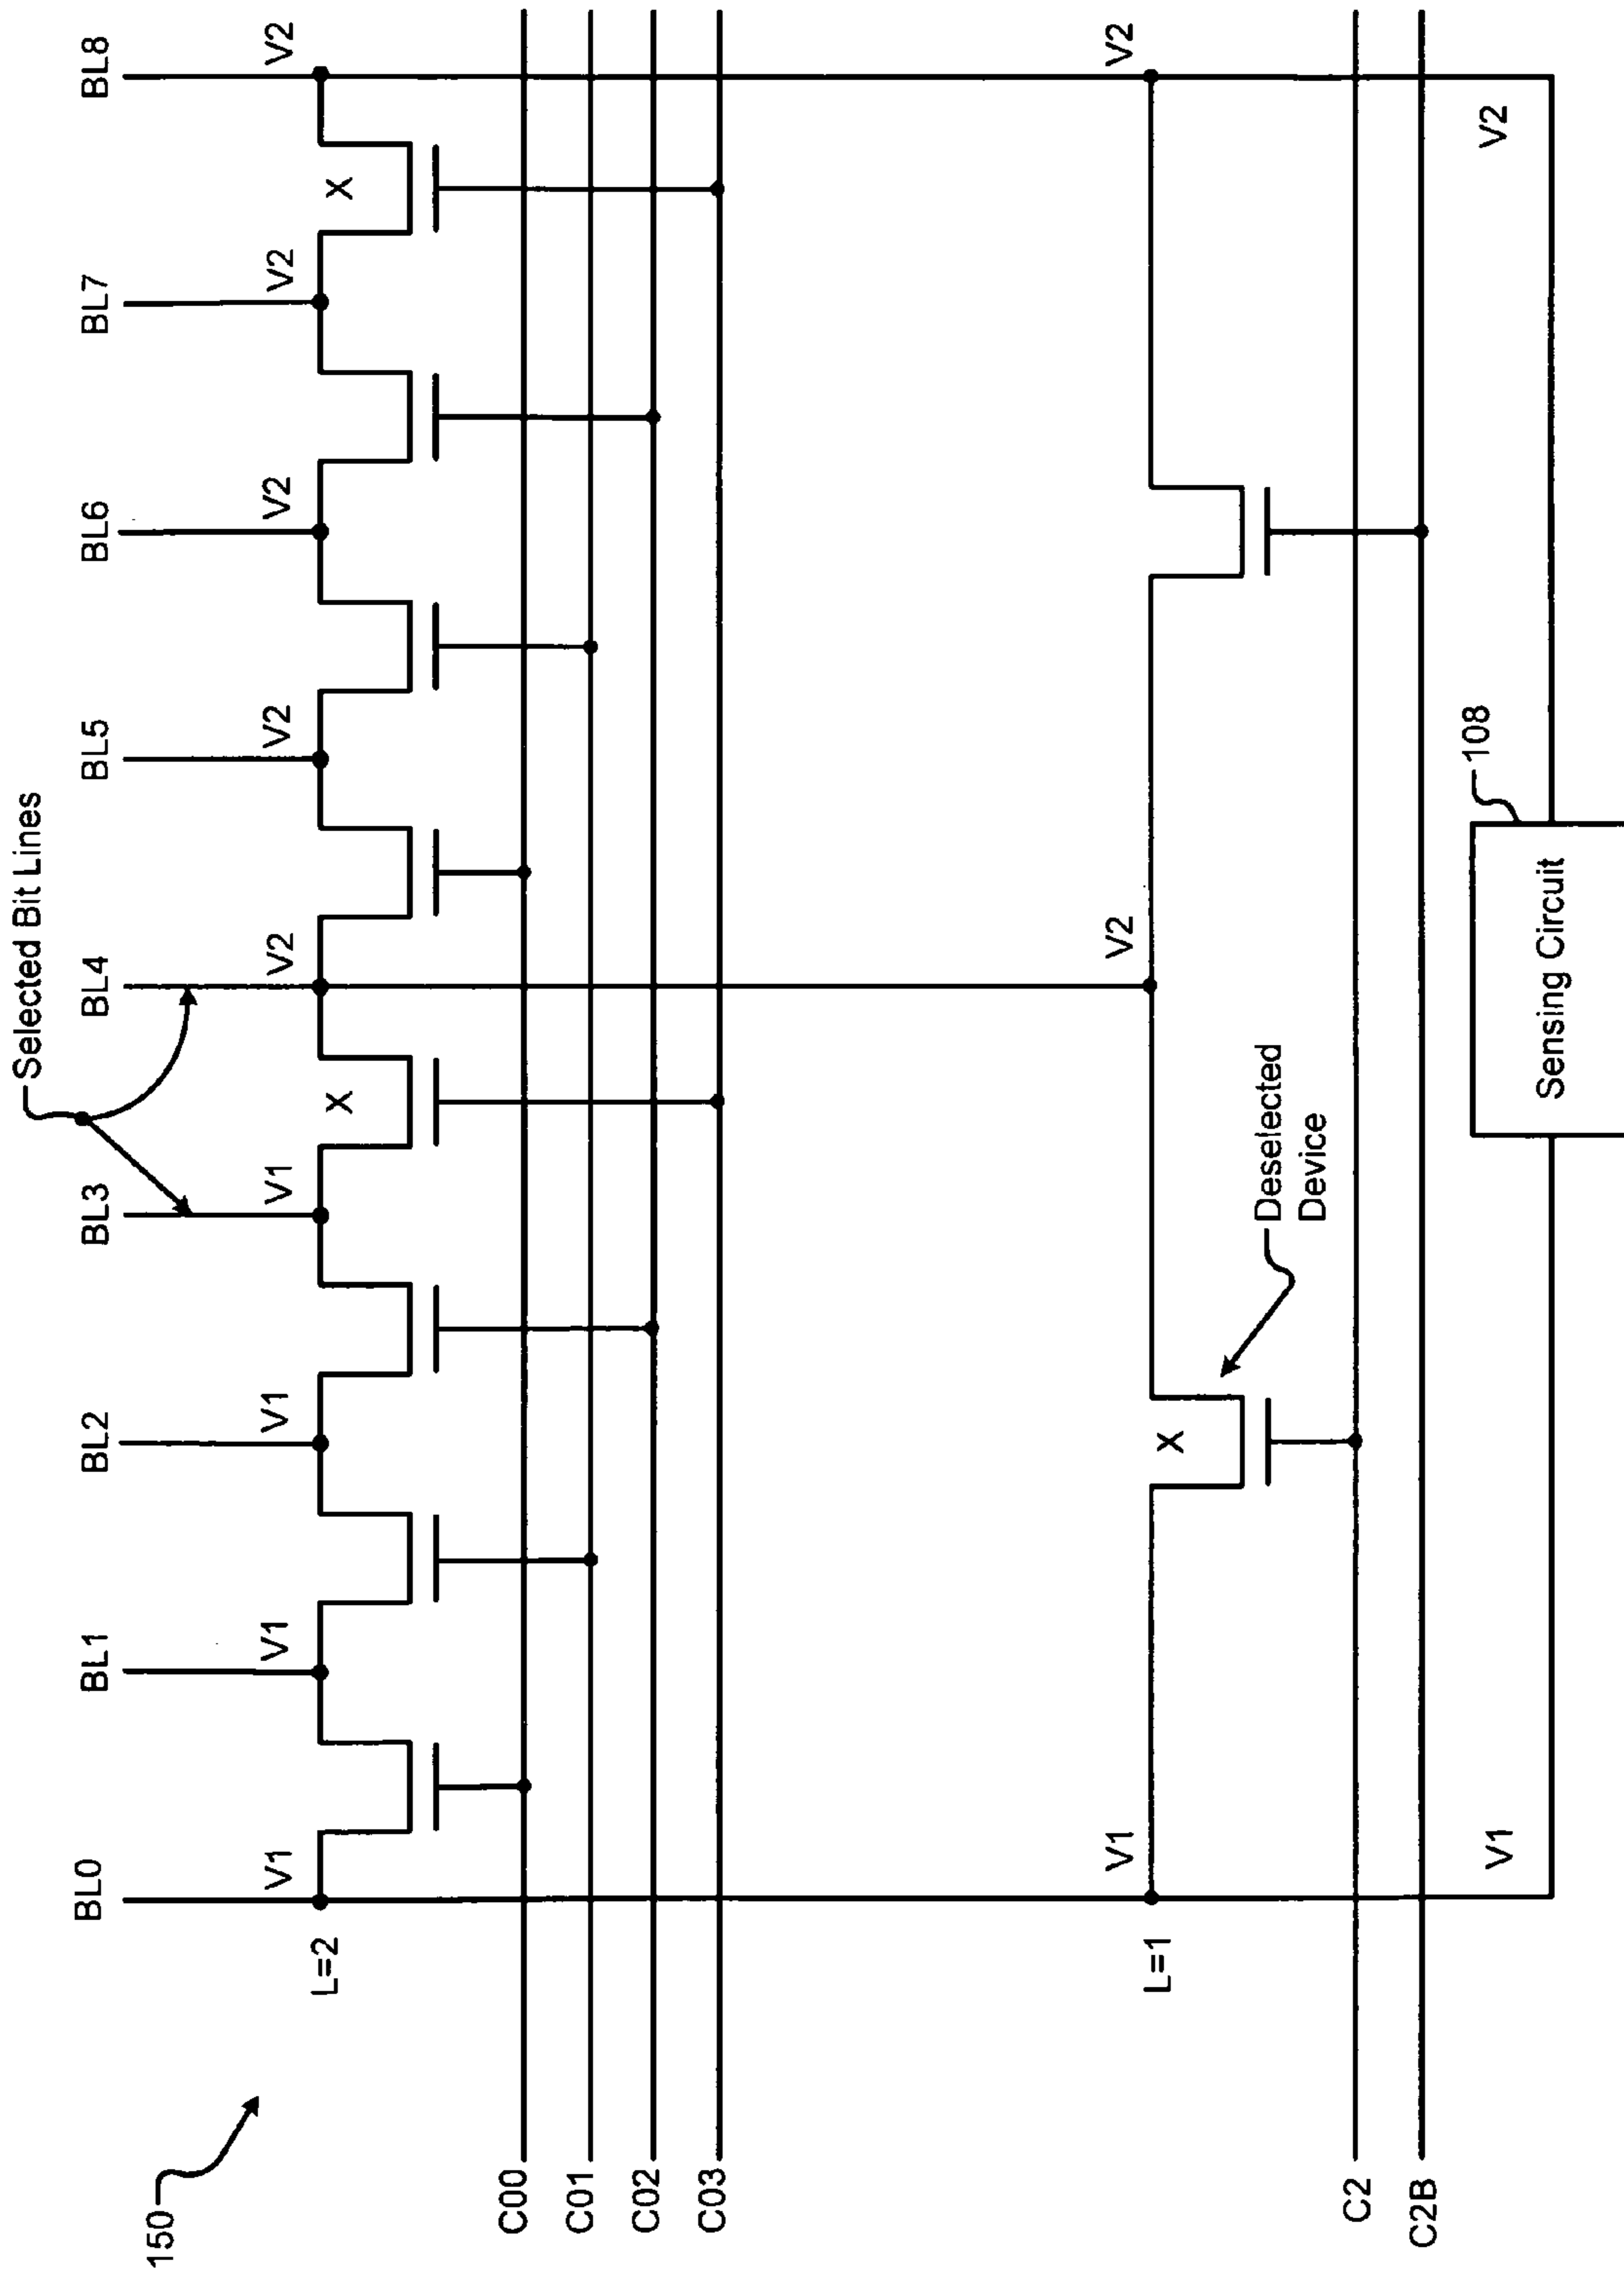 150
Selected Bit Lines
BL0
BL1
BL2
BL3
BL4
BL5
BL6
BL7
BL8
V1
V1
V1
V1
V2
V2
V2
V2
V2
L=2
X
X
C00
C01
C02
C03
V1
V2
V2
L=1
X
Deselected
Device
C2
C2B
V1
108
V2
Sensing Circuit